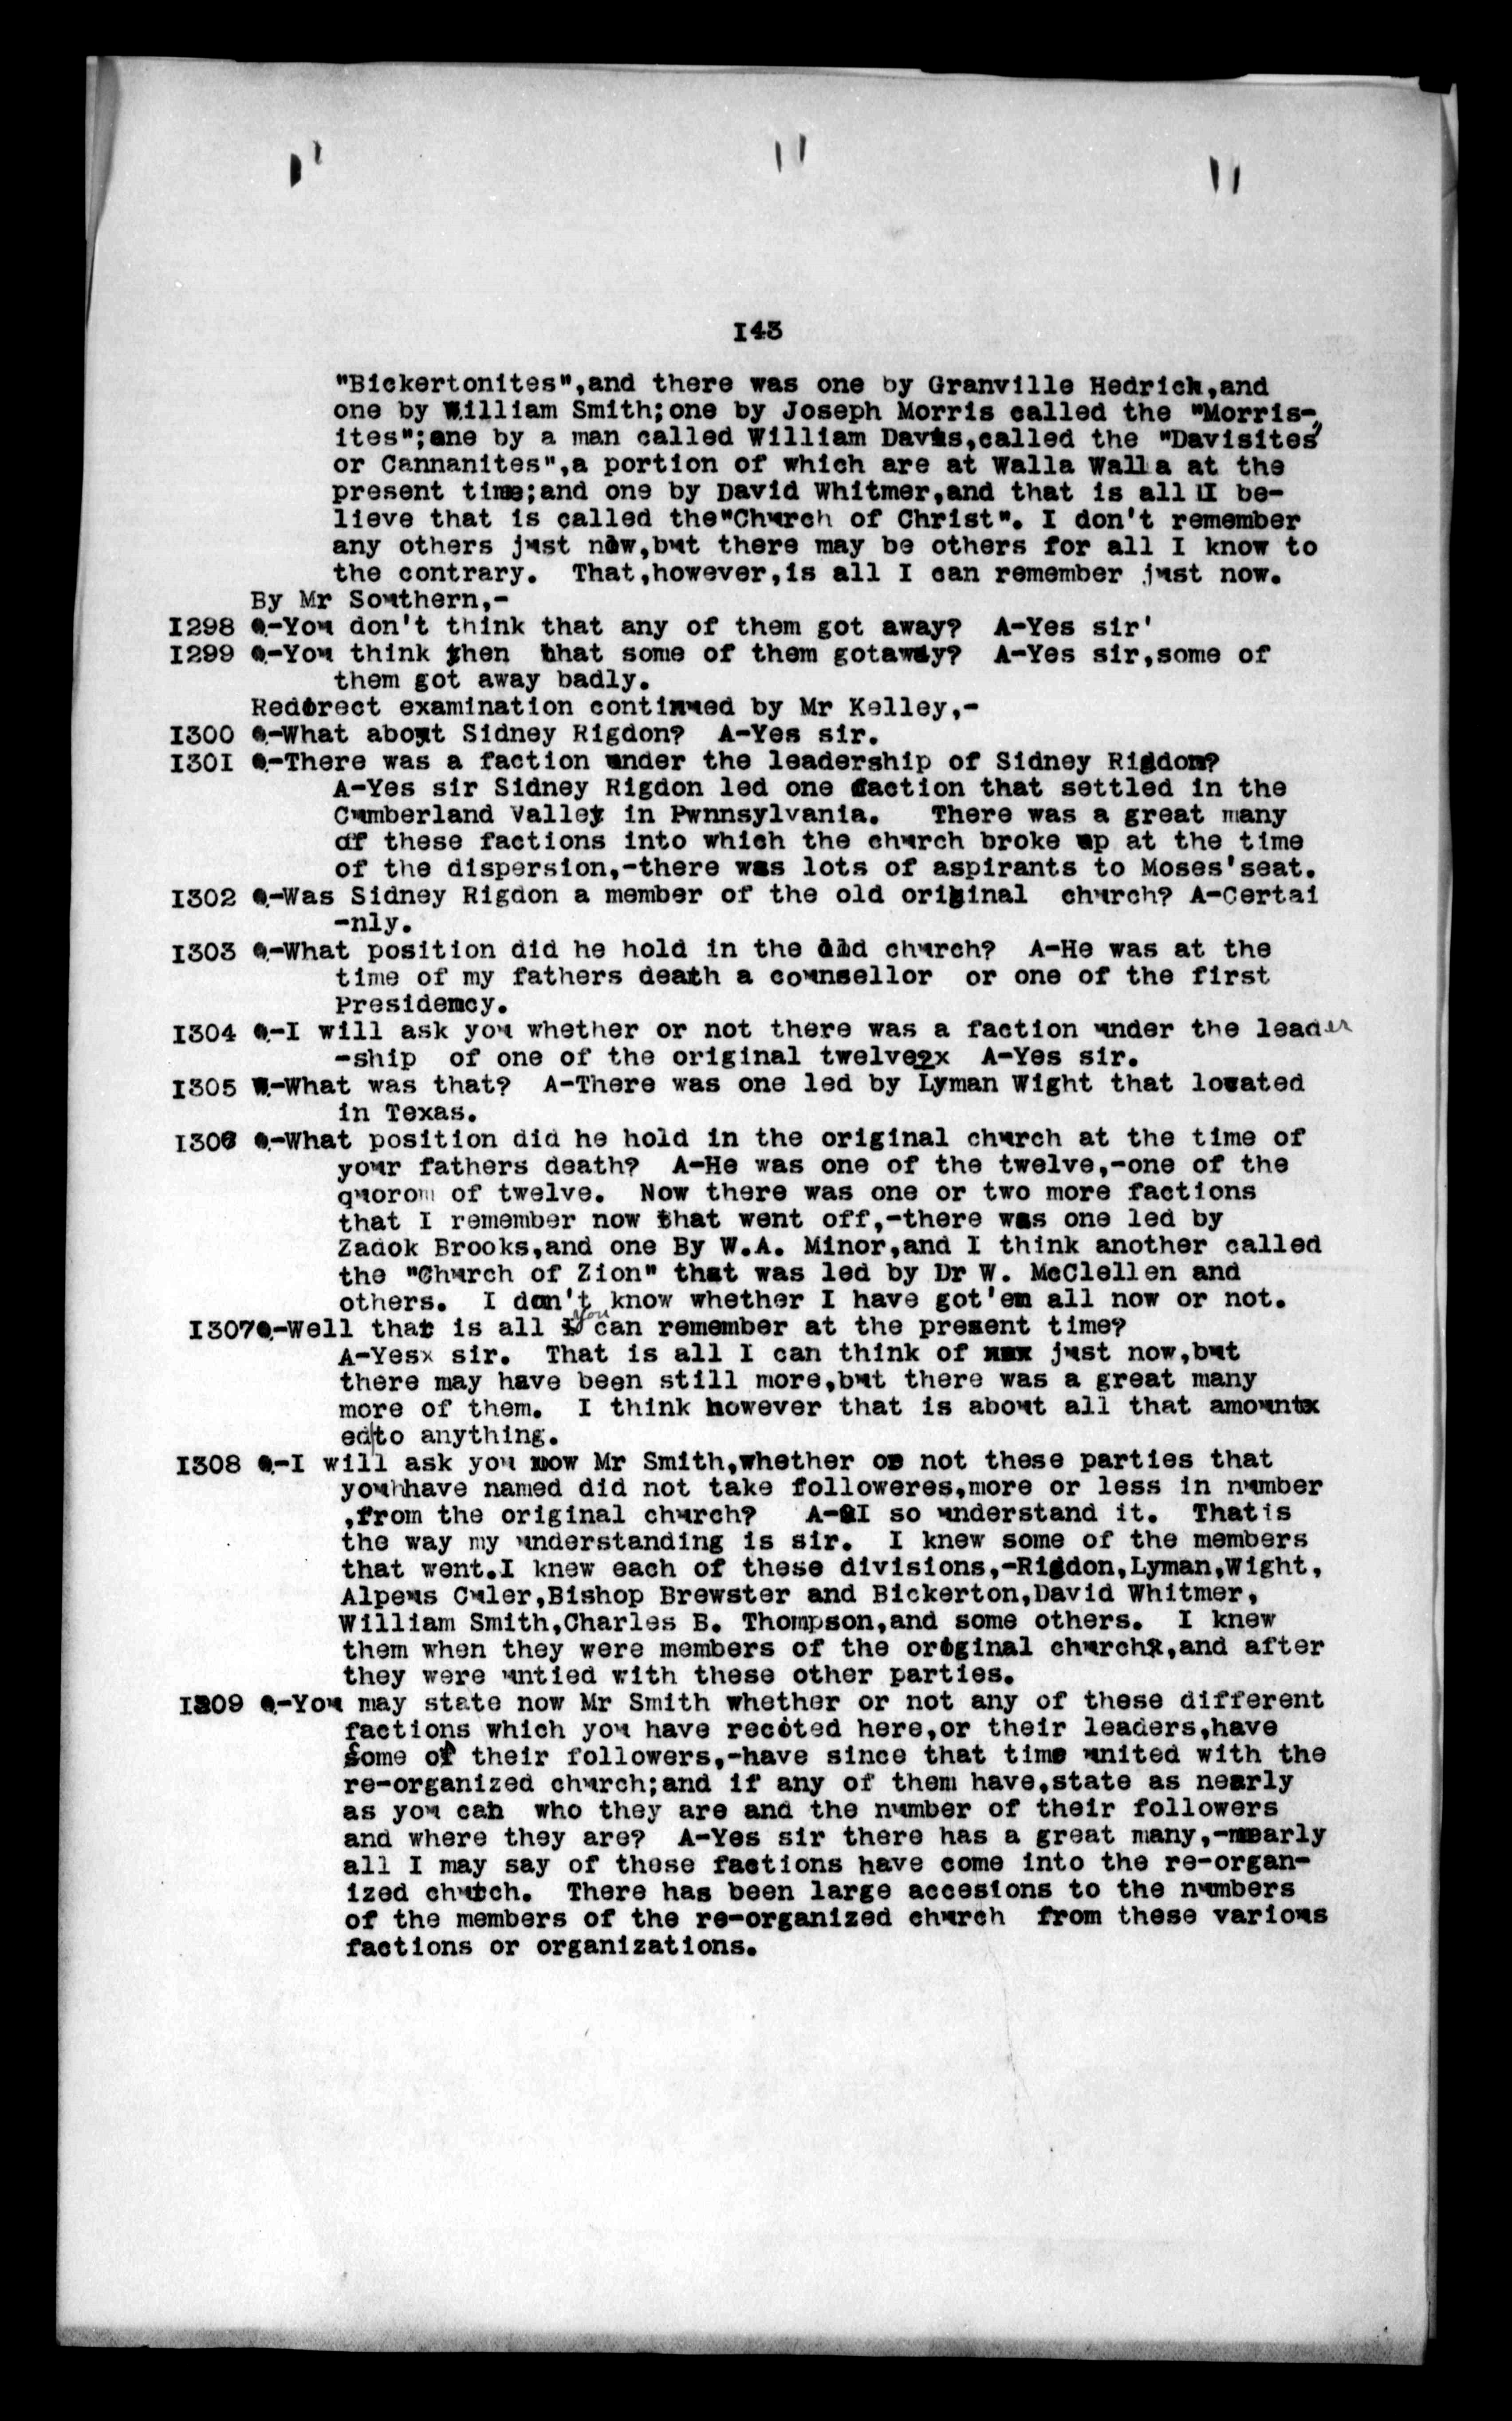 143
"Bickertonites",and there was one by Granville Hedrick,and
one by William Smith;one by Joseph Morris called the "Morris-
ites";one by a man called William Davis,called the "Davisites"
or Cannanites",a portion of which are at Walla Walla at the
present time;and one by David Whitmer,and that is all I be-
lieve that is called the"Church of Christ". I don't remember
any others just now,but there may be others for all I know to
the contrary. That,however,is all I can remember just now.
By Mr Southern,-
1298 Q.-You don't think that any of them got away? A-Yes sir'
1299 Q.-You think then that some of them gotaway? A-Yes sir,some of
them got away badly.
Redirect examination continued by Mr Kelley,-
1300 Q.-What about Sidney Rigdon? A-Yes sir.
1301 Q.-There was a faction under the leadership of Sidney Rigdon?
A-Yes sir Sidney Rigdon led one faction that settled in the
Cumberland Valley in Pwnnsylvania. There was a great many
of these factions into which the church broke up at the time
of the dispersion,-there was lots of aspirants to Moses'seat.
1302 Q.-Was Sidney Rigdon a member of the old original church? A-Certai
-nly.
1303 Q.-What position did he hold in the old church? A-He was at the
time of my fathers death a counsellor or one of the first
Presidency.
1304 Q.-I will ask you whether or not there was a faction under the leader
-ship of one of the original twelve?x A-Yes sir.
1305 Q.-What was that? A-There was one led by Lyman Wight that located
in Texas.
1306 Q.-What position did he hold in the original church at the time of
your fathers death? A-He was one of the twelve,-one of the
quorom of twelve. Now there was one or two more factions
that I remember now that went off,-there was one led by
Zadok Brooks,and one By W.A. Minor,and I think another called
the "Church of Zion" that was led by Dr W. McClellen and
others. I don't know whether I have got'em all now or not.
1307Q.-Well that is all you can remember at the present time?
A-Yesx sir. That is all I can think of xxx just now,but
there may have been still more,but there was a great many
more of them. I think however that is about all that amountx
ed|to anything.
1308 Q.-I will ask you now Mr Smith,whether or not these parties that
youhhave named did not take followeres,more or less in number
,from the original church? A-I so understand it. Thatis
the way my understanding is sir. I knew some of the members
that went.I knew each of these divisions,-Rigdon,Lyman,Wight,
Alpeus Culer,Bishop Brewster and Bickerton,David Whitmer,
William Smith,Charles B. Thompson,and some others. I knew
them when they were members of the original churchx,and after
they were untied with these other parties.
1309 Q.-You may state now Mr Smith whether or not any of these different
factions which you have recited here,or their leaders,have
some of their followers,-have since that time united with the
re-organized church;and if any of them have,state as nearly
as you can who they are and the number of their followers
and where they are? A-Yes sir there has a great many,-nearly
all I may say of these factions have come into the re-organ-
ized church. There has been large accesions to the numbers
of the members of the re-organized church from these various
factions or organizations.